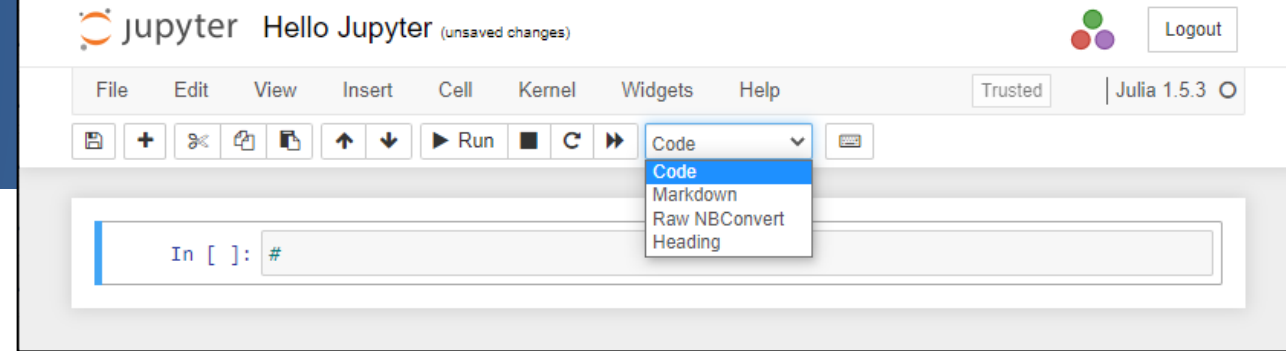 jupyter Hello Jupyter (unsaved changes) Logout
File Edit View Insert Cell Kernel Widgets Help Trusted Julia 1.5.3
Run Code
Code
Markdown
Raw NBConvert
Heading
In [ ]: #